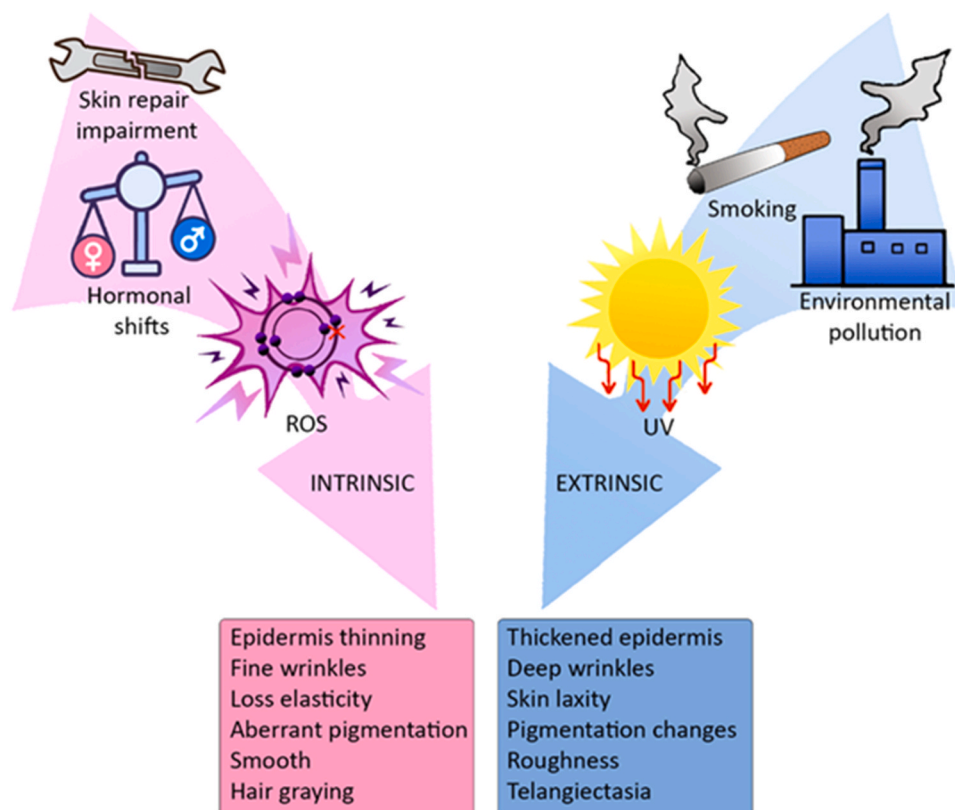 Skin repair
impairment
Hormonal
shifts
ROS
INTRINSIC
Smoking
Environmental
pollution
UV
EXTRINSIC
Epidermis thinning
Fine wrinkles
Loss elasticity
Aberrant pigmentation
Smooth
Hair graying
Thickened epidermis
Deep wrinkles
Skin laxity
Pigmentation changes
Roughness
Telangiectasia